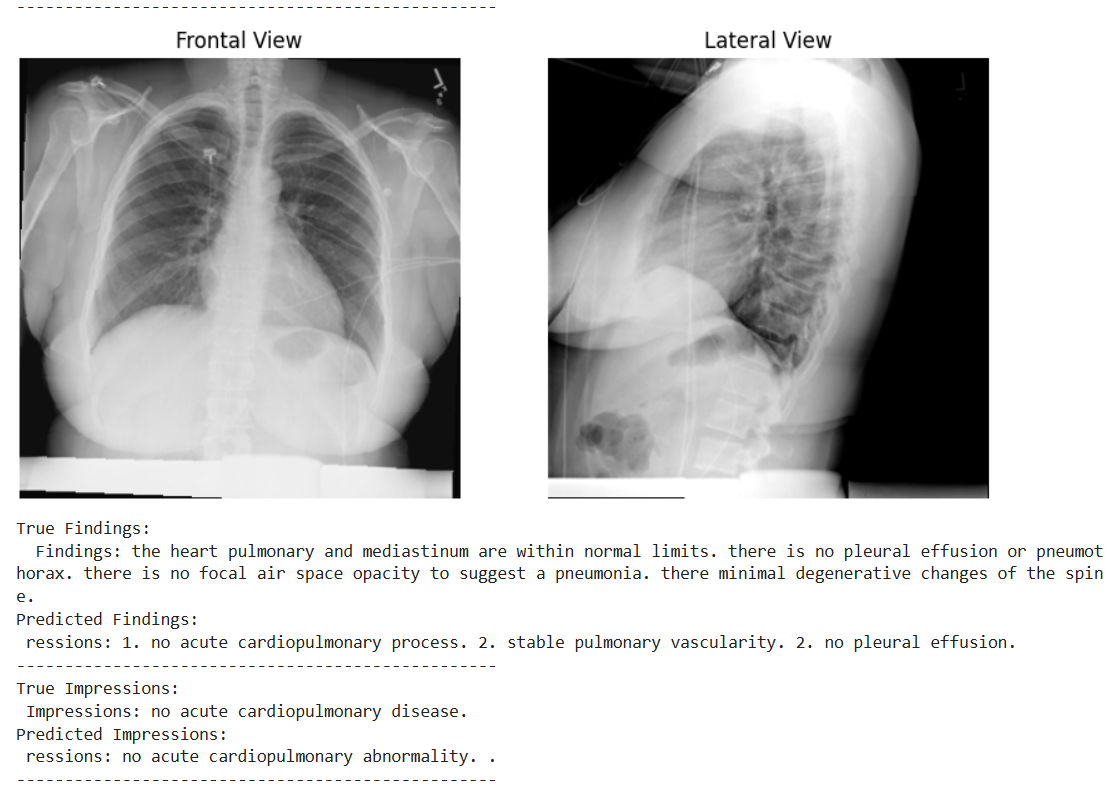 ------------------------------------------------
Frontal View
Lateral View
True Findings:
Findings: the heart pulmonary and mediastinum are within normal limits. there is no pleural effusion or pneumot
horax. there is no focal air space opacity to suggest a pneumonia. there minimal degenerative changes of the spin
e.
Predicted Findings:
ressions: 1. no acute cardiopulmonary process. 2. stable pulmonary vascularity. 2. no pleural effusion.
------------------------------------------------
True Impressions:
Impressions: no acute cardiopulmonary disease.
Predicted Impressions:
ressions: no acute cardiopulmonary abnormality. .
------------------------------------------------